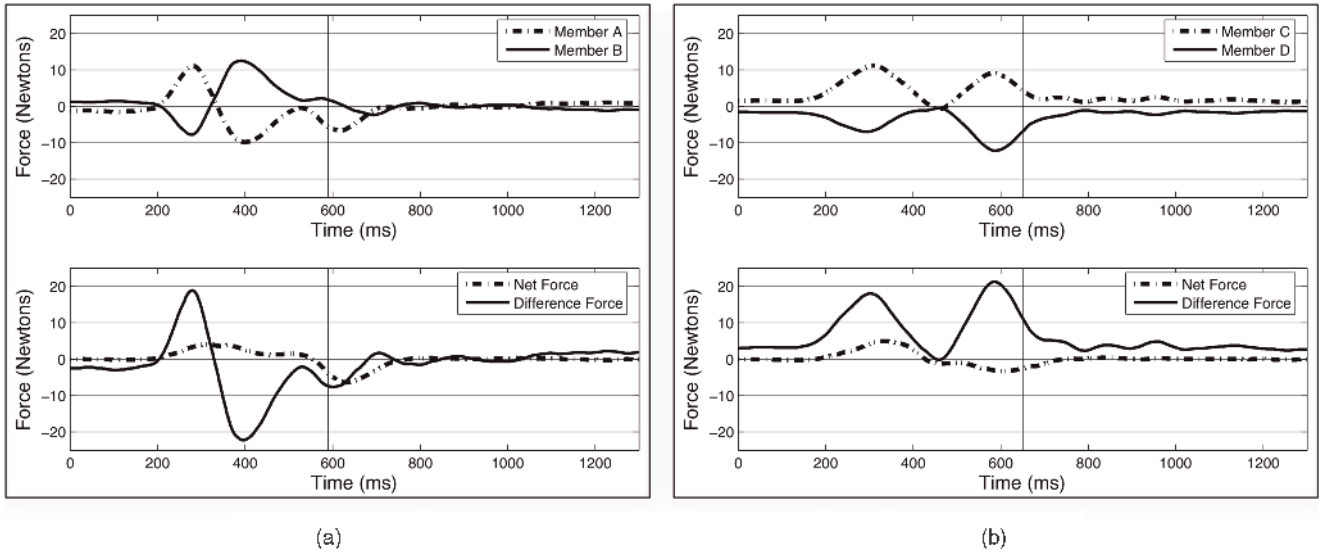 Force (Newtons)
20
10
0
−10
−20
Member A
Member B
0 200 400 600 800 1000 1200
Time (ms)
Force (Newtons)
20
10
0
−10
−20
Net Force
Difference Force
0 200 400 600 800 1000 1200
Time (ms)
(a)
Force (Newtons)
20
10
0
−10
−20
Member C
Member D
0 200 400 600 800 1000 1200
Time (ms)
Force (Newtons)
20
10
0
−10
−20
Net Force
Difference Force
0 200 400 600 800 1000 1200
Time (ms)
(b)